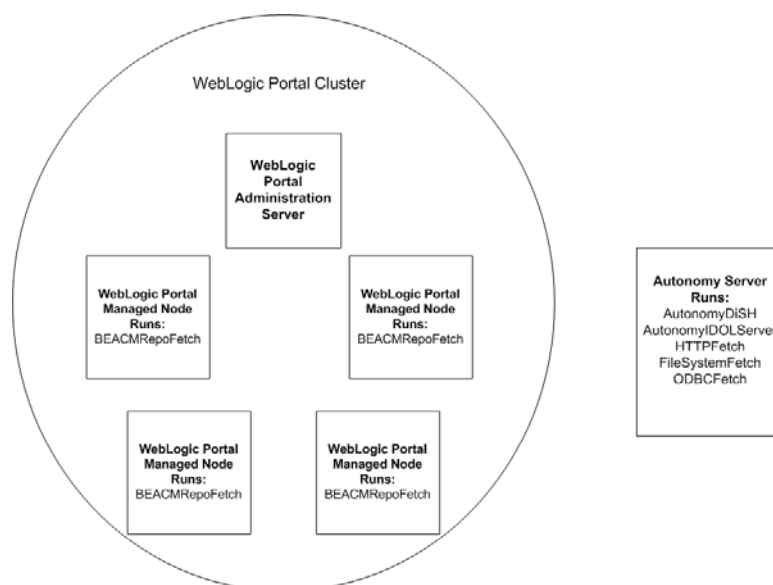 WebLogic Portal Cluster
WebLogic
Portal
Administration
Server
WebLogic Portal
Managed Node
Runs:
BEACMRepoFetch
WebLogic Portal
Managed Node
Runs:
BEACMRepoFetch
Autonomy Server
Runs:
AutonomyDiSH
AutonomyIDOLServer
HTTPFetch
FileSystemFetch
ODBCFetch
WebLogic Portal
Managed Node
Runs:
BEACMRepoFetch
WebLogic Portal
Managed Node
Runs:
BEACMRepoFetch